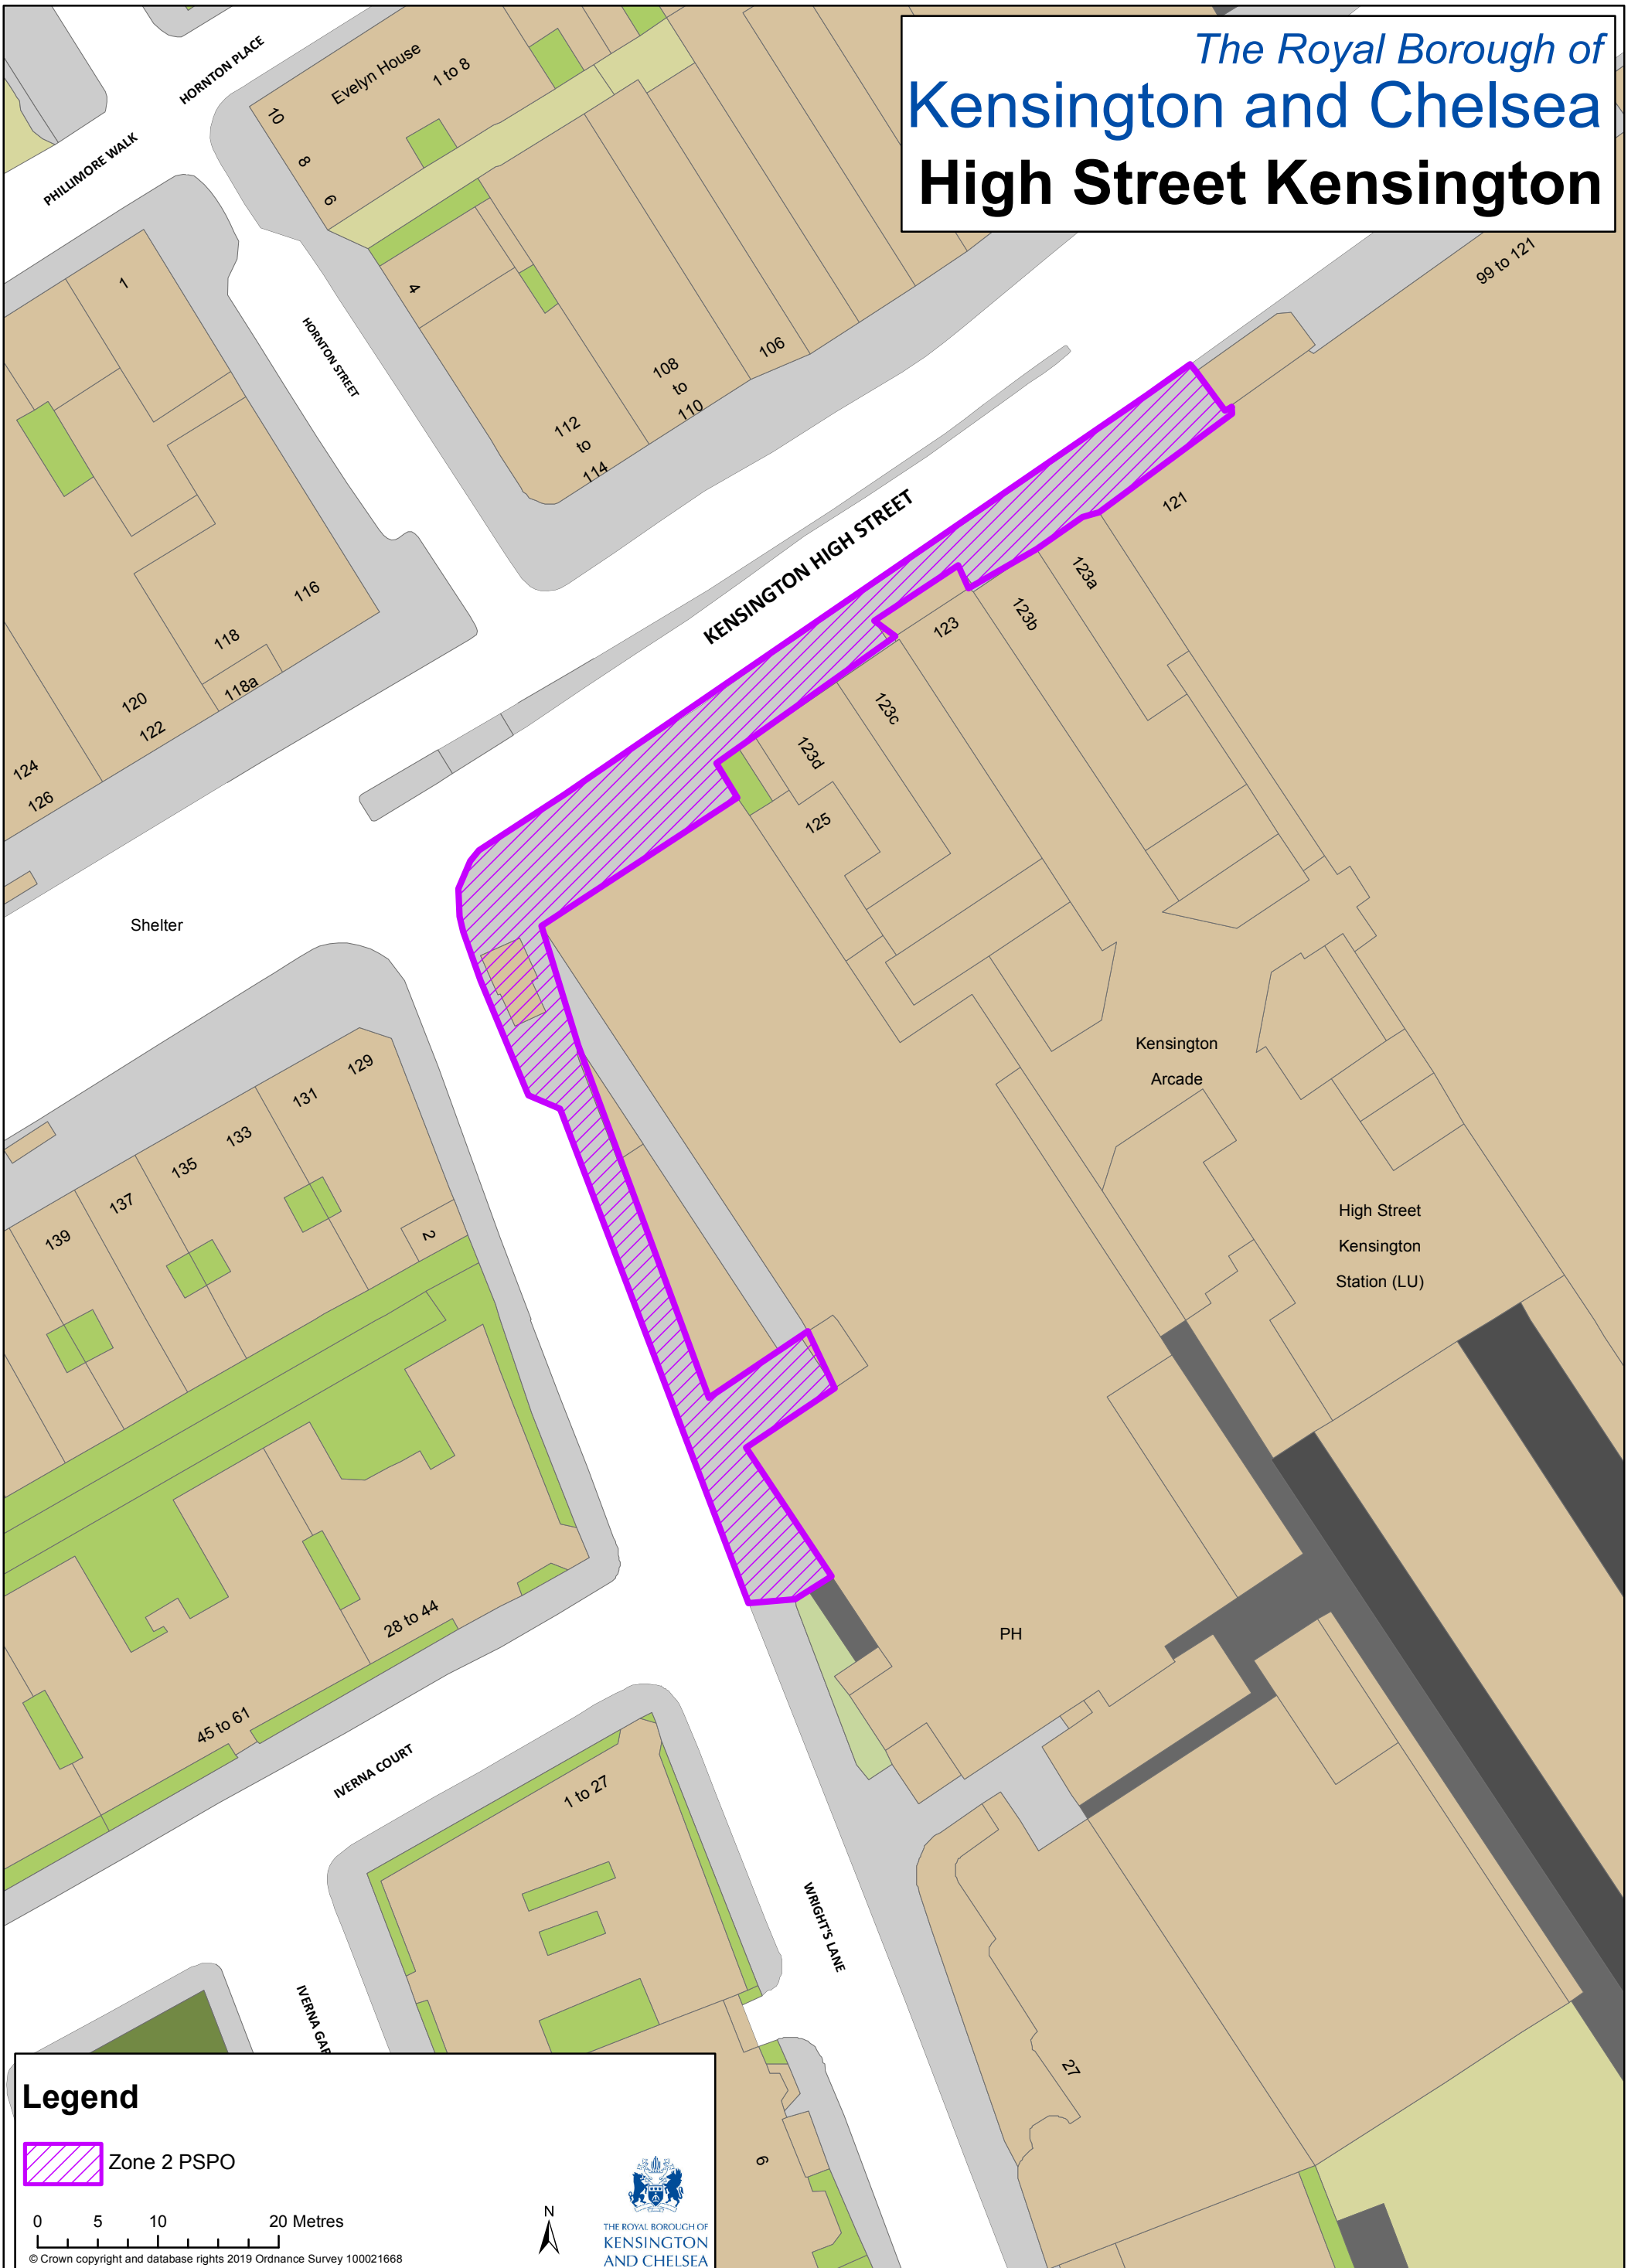 The Royal Borough of
Kensington and Chelsea
High Street Kensington
HORNTON PLACE
PHILLIMORE WALK
Evelyn House
1 to 8
10
8
6
4
1
HORNTON STREET
99 to 121
106
108
to
110
112
to
114
116
118
118a
120
122
124
126
KENSINGTON HIGH STREET
121
123a
123b
123
123c
123d
125
Shelter
Kensington
Arcade
129
131
133
135
137
139
2
High Street
Kensington
Station (LU)
28 to 44
45 to 61
PH
IVERNA COURT
1 to 27
WRIGHT'S LANE
IVERNA GAR
27
6
Legend
Zone 2 PSPO
0 5 10 20 Metres
N
© Crown copyright and database rights 2019 Ordnance Survey 100021668
THE ROYAL BOROUGH OF
KENSINGTON
AND CHELSEA